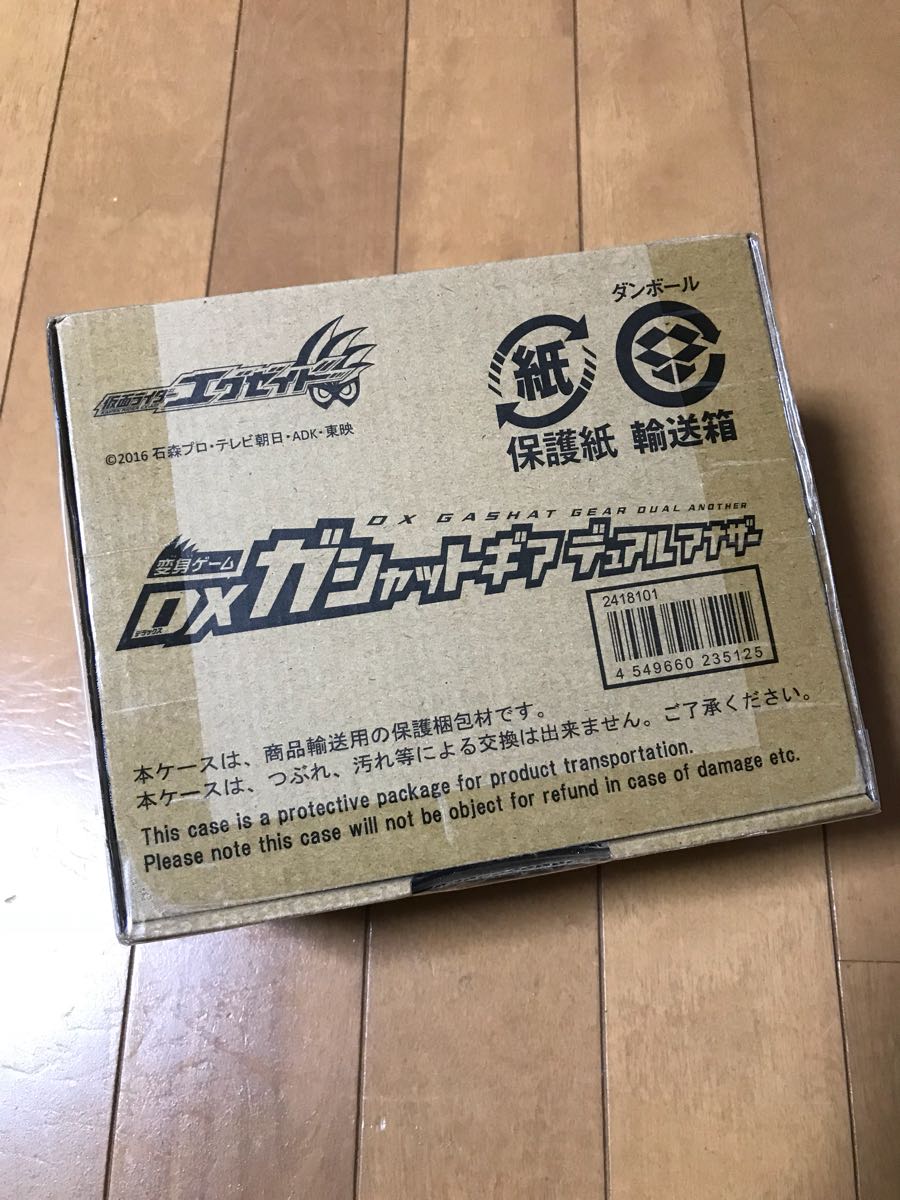 ダンボール
紙
保護紙 輸送箱
仮面ライダー エグゼイド
©2016 石森プロ・テレビ朝日・ADK・東映
DX GASHAT GEAR DUAL ANOTHER
変身ゲーム
DXガシャットギアデュアルアナザー
デラックス
2418101
4 549660 235125
本ケースは、商品輸送用の保護梱包材です。
本ケースは、つぶれ、汚れ等による交換は出来ません。ご了承ください。
This case is a protective package for product transportation.
Please note this case will not be object for refund in case of damage etc.